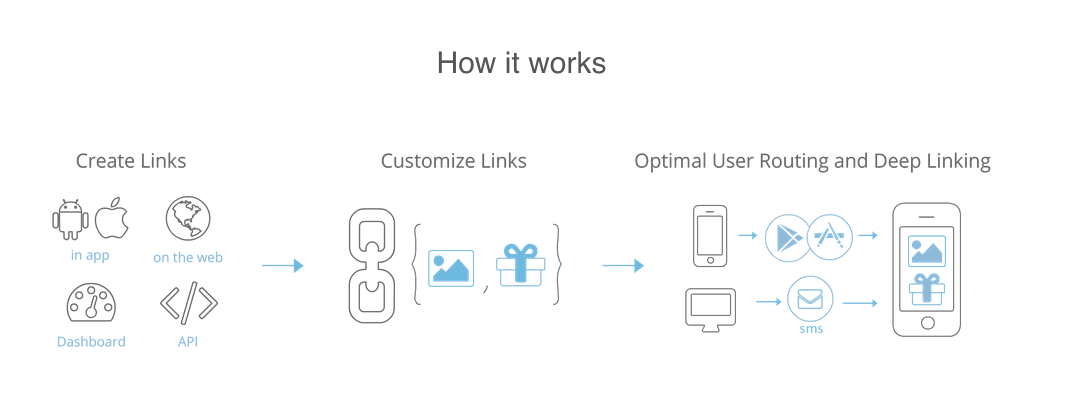 How it works
Create Links
Customize Links
Optimal User Routing and Deep Linking
in app
on the web
Dashboard
API
{ , }
sms